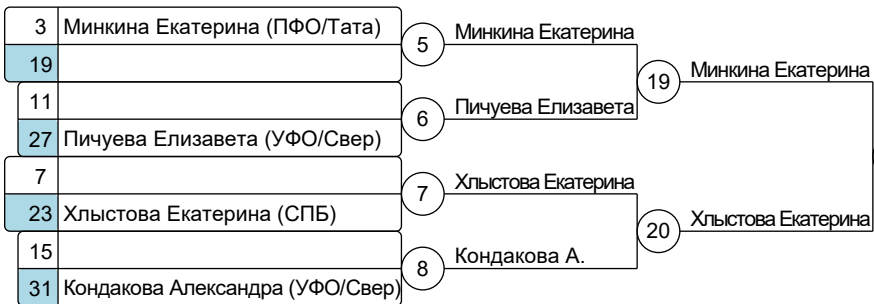 3 Минкина Екатерина (ПФО/Тата)
19
5 Минкина Екатерина
11
27 Пичуева Елизавета (УФО/Свер)
6 Пичуева Елизавета
19 Минкина Екатерина
7
23 Хлыстова Екатерина (СПБ)
7 Хлыстова Екатерина
15
31 Кондакова Александра (УФО/Свер)
8 Кондакова А.
20 Хлыстова Екатерина